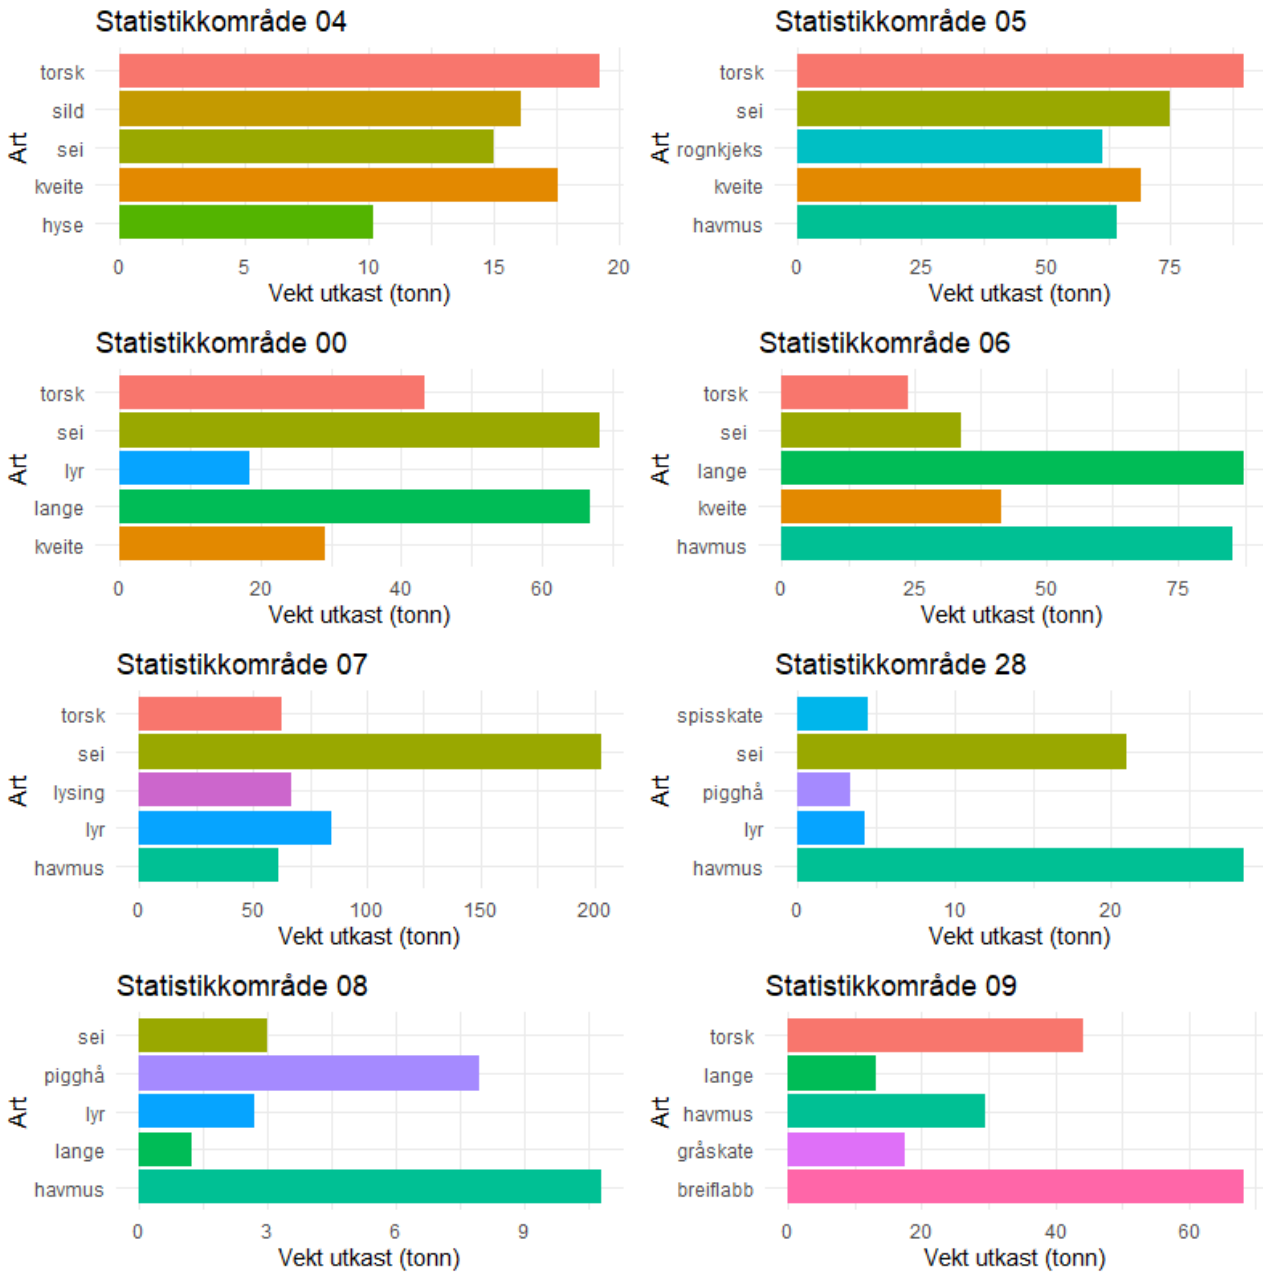 Statistikkområde 04
Art
torsk
sild
sei
kveite
hyse
0 5 10 15 20
Vekt utkast (tonn)
Statistikkområde 05
Art
torsk
sei
rognkjeks
kveite
havmus
0 25 50 75
Vekt utkast (tonn)
Statistikkområde 00
Art
torsk
sei
lyr
lange
kveite
0 20 40 60
Vekt utkast (tonn)
Statistikkområde 06
Art
torsk
sei
lange
kveite
havmus
0 25 50 75
Vekt utkast (tonn)
Statistikkområde 07
Art
torsk
sei
lysing
lyr
havmus
0 50 100 150 200
Vekt utkast (tonn)
Statistikkområde 28
Art
spisskate
sei
pigghå
lyr
havmus
0 10 20
Vekt utkast (tonn)
Statistikkområde 08
Art
sei
pigghå
lyr
lange
havmus
0 3 6 9
Vekt utkast (tonn)
Statistikkområde 09
Art
torsk
lange
havmus
gråskate
breiflabb
0 20 40 60
Vekt utkast (tonn)